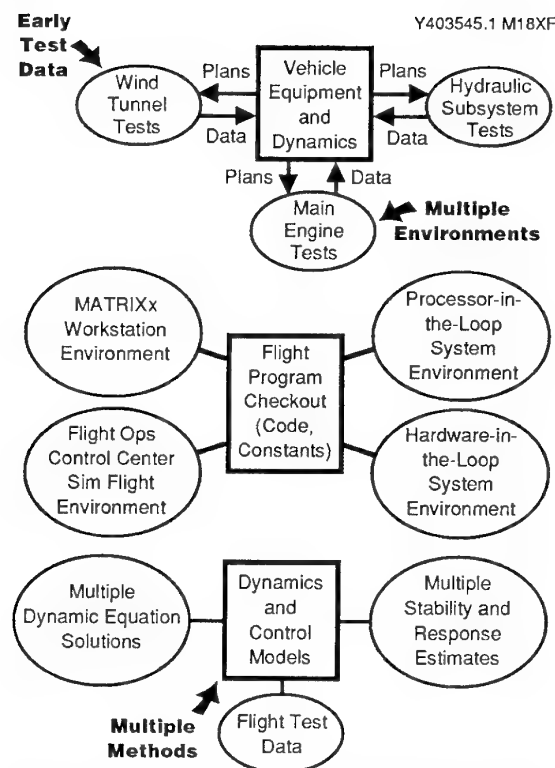 Early
Test
Data
Y403545.1 M18XF
Wind
Tunnel
Tests
Plans
Data
Vehicle
Equipment
and
Dynamics
Plans
Data
Hydraulic
Subsystem
Tests
Plans
Data
Main
Engine
Tests
Multiple
Environments
MATRIXx
Workstation
Environment
Processor-in-
the-Loop
System
Environment
Flight
Program
Checkout
(Code,
Constants)
Flight Ops
Control Center
Sim Flight
Environment
Hardware-in-
the-Loop
System
Environment
Multiple
Dynamic Equation
Solutions
Dynamics
and
Control
Models
Multiple
Stability and
Response
Estimates
Multiple
Methods
Flight Test
Data